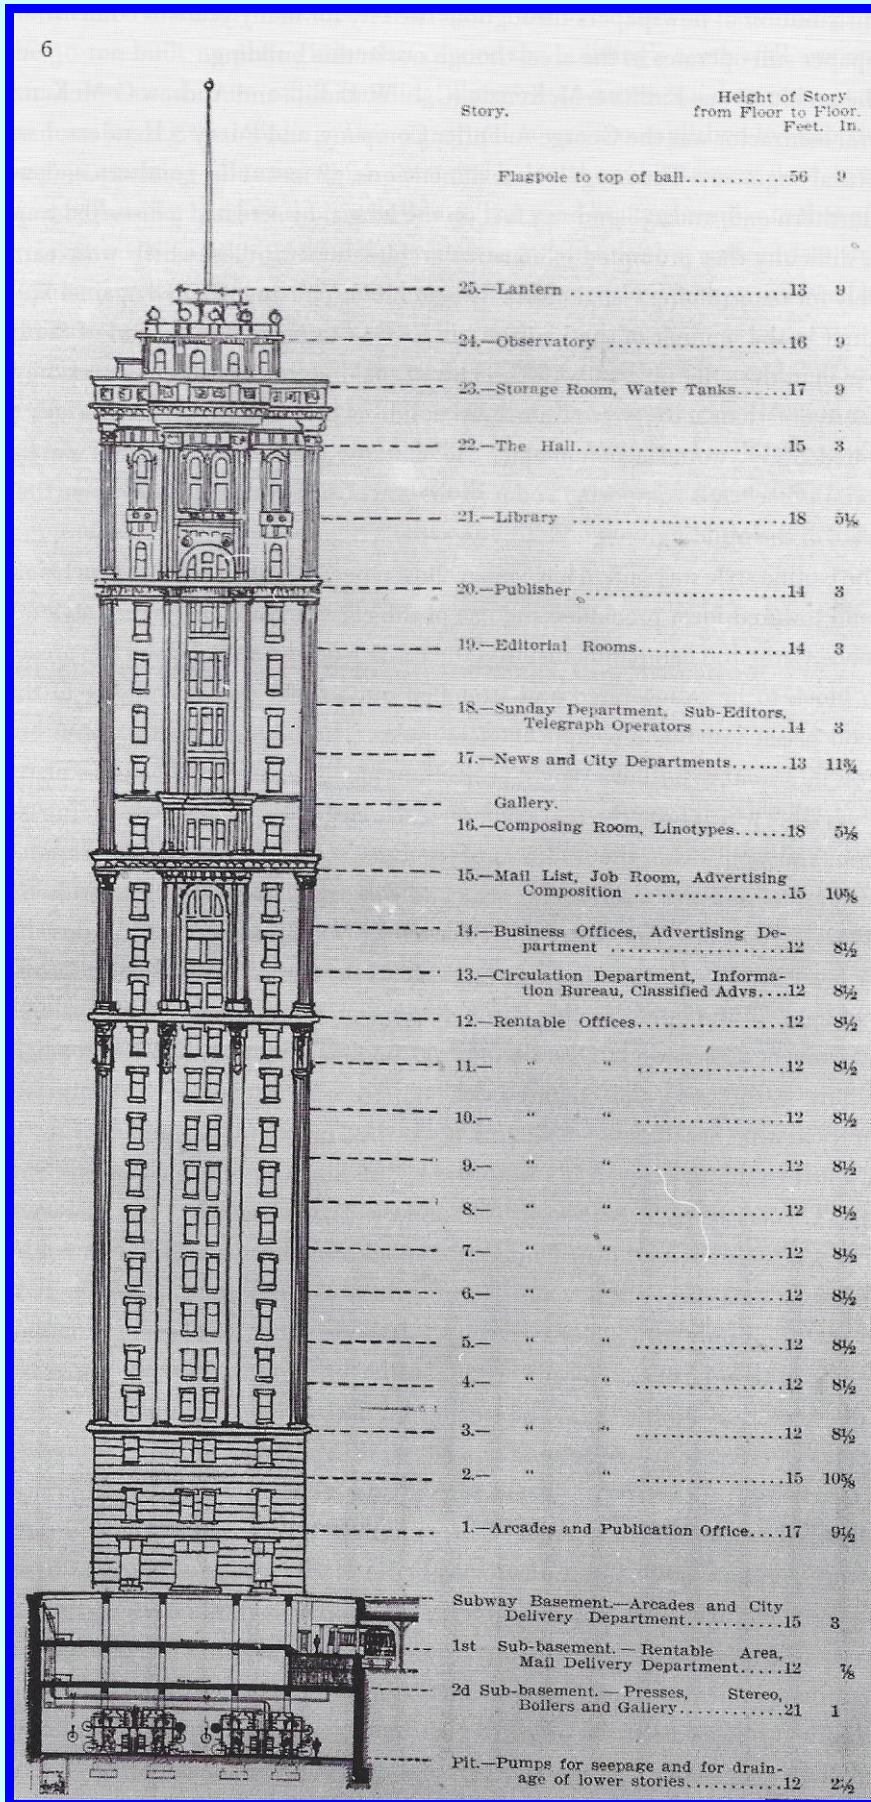 6
Story.
Height of Story
from Floor to Floor.
Feet. In.
Flagpole to top of ball............56 9
25.—Lantern ........................13 9
24.—Observatory ....................16 9
23.—Storage Room, Water Tanks......17 9
22.—The Hall........................15 3
21.—Library ........................18 5⅛
20.—Publisher ......................14 3
19.—Editorial Rooms.................14 3
18.—Sunday Department, Sub-Editors,
Telegraph Operators ..........14 3
17.—News and City Departments.......13 11¾
Gallery.
16.—Composing Room, Linotypes......18 5⅛
15.—Mail List, Job Room, Advertising
Composition .................15 10⅝
14.—Business Offices, Advertising De-
partment ....................12 8½
13.—Circulation Department, Informa-
tion Bureau, Classified Advs....12 8½
12.—Rentable Offices.................12 8½
11.— “ “ ................12 8½
10.— “ “ ................12 8½
9.— “ “ ................12 8½
8.— “ “ ................12 8½
7.— “ “ ................12 8½
6.— “ “ ................12 8½
5.— “ “ ................12 8½
4.— “ “ ................12 8½
3.— “ “ ................12 8½
2.— “ “ ................15 10⅝
1.—Arcades and Publication Office....17 9½
Subway Basement.—Arcades and City
Delivery Department...........15 3
1st Sub-basement.—Rentable Area,
Mail Delivery Department.....12 ⅞
2d Sub-basement.—Presses, Stereo,
Boilers and Gallery............21 1
Pit.—Pumps for seepage and for drain-
age of lower stories...........12 2½